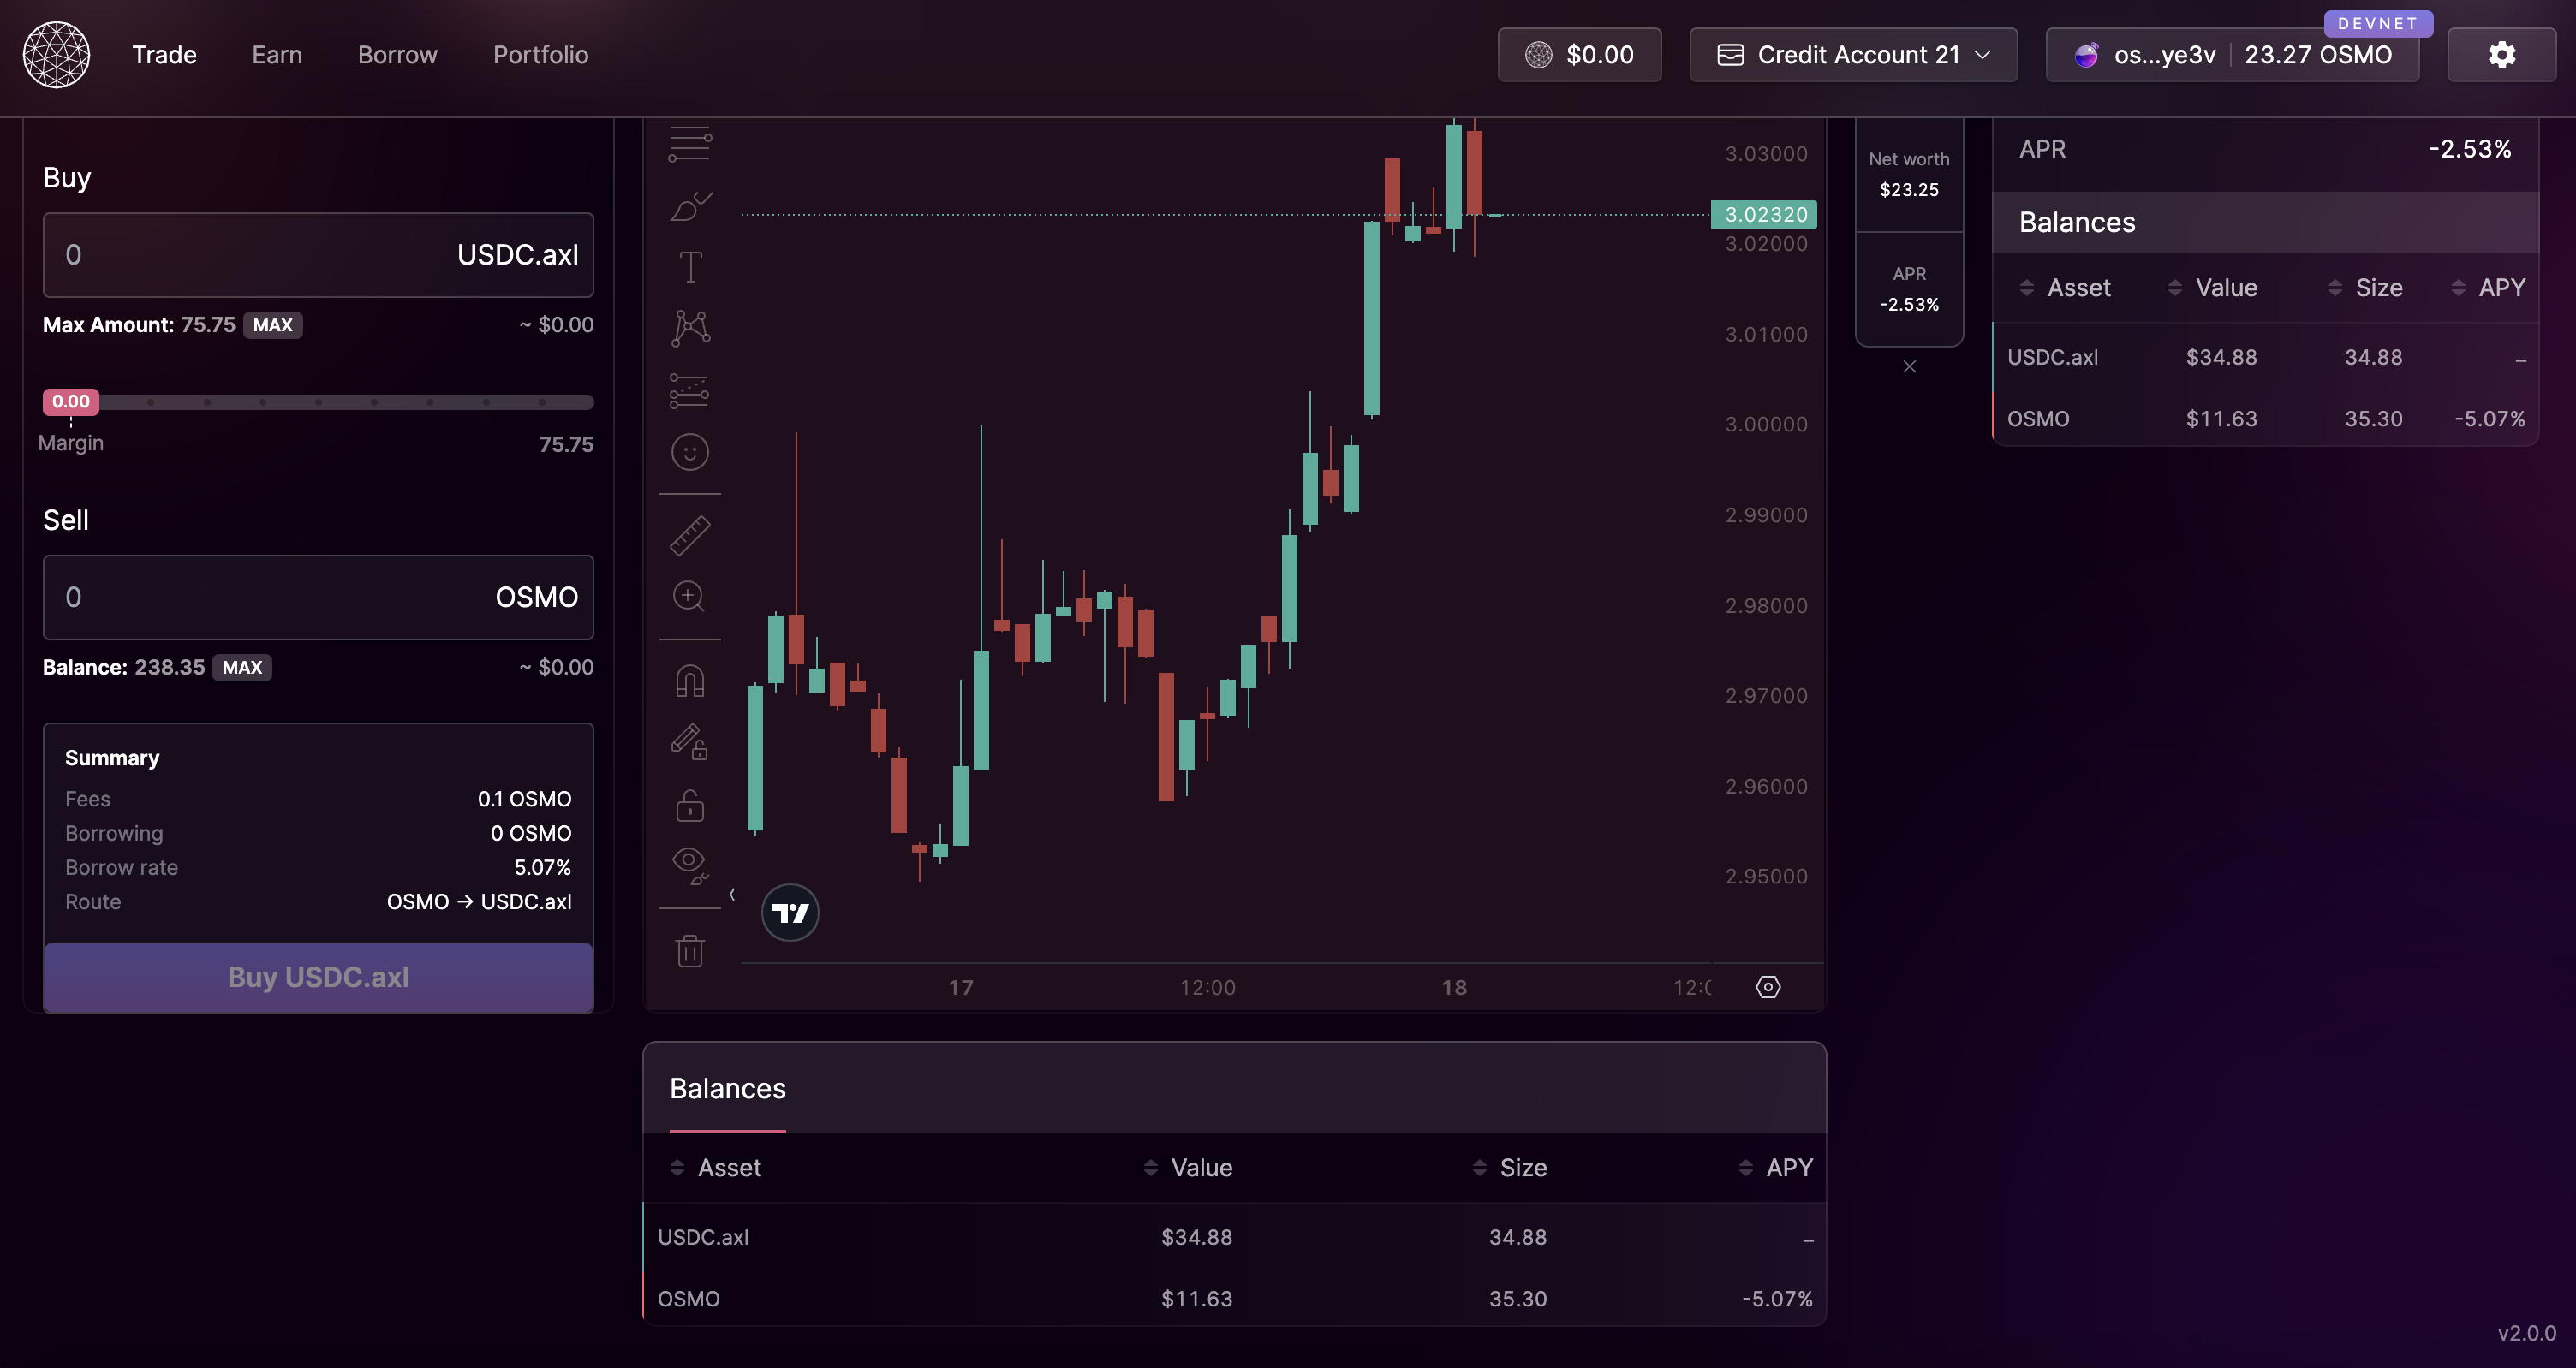 DEVNET
Trade Earn Borrow Portfolio $0.00 Credit Account 21 os...ye3v 23.27 OSMO
Buy
0 USDC.axl
Max Amount: 75.75 MAX ~ $0.00
0.00
Margin 75.75
Sell
0 OSMO
Balance: 238.35 MAX ~ $0.00
Summary
Fees 0.1 OSMO
Borrowing 0 OSMO
Borrow rate 5.07%
Route OSMO → USDC.axl
Buy USDC.axl
3.03000
3.02320
3.02000
3.01000
3.00000
2.99000
2.98000
2.97000
2.96000
2.95000
17 12:00 18
Net worth
$23.25
APR
-2.53%
APR -2.53%
Balances
Asset Value Size APY
USDC.axl $34.88 34.88 –
OSMO $11.63 35.30 -5.07%
Balances
Asset Value Size APY
USDC.axl $34.88 34.88 –
OSMO $11.63 35.30 -5.07%
v2.0.0